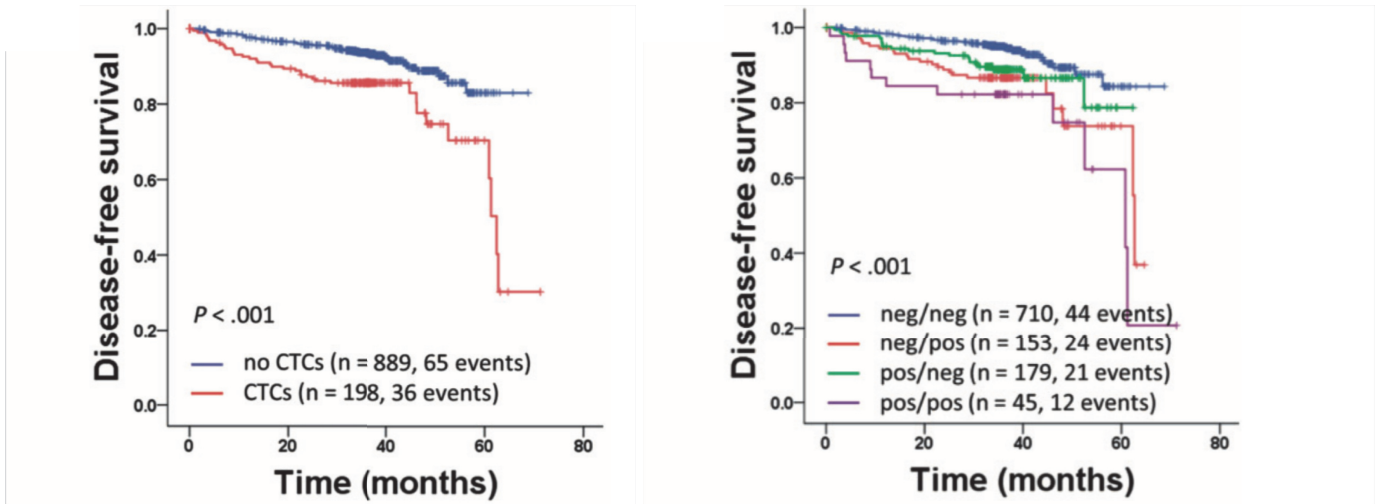 Disease-free survival
1.0
0.8
0.6
0.4
0.2
0.0
P < .001
no CTCs (n = 889, 65 events)
CTCs (n = 198, 36 events)
0 20 40 60 80
Time (months)
Disease-free survival
1.0
0.8
0.6
0.4
0.2
0.0
P < .001
neg/neg (n = 710, 44 events)
neg/pos (n = 153, 24 events)
pos/neg (n = 179, 21 events)
pos/pos (n = 45, 12 events)
0 20 40 60 80
Time (months)